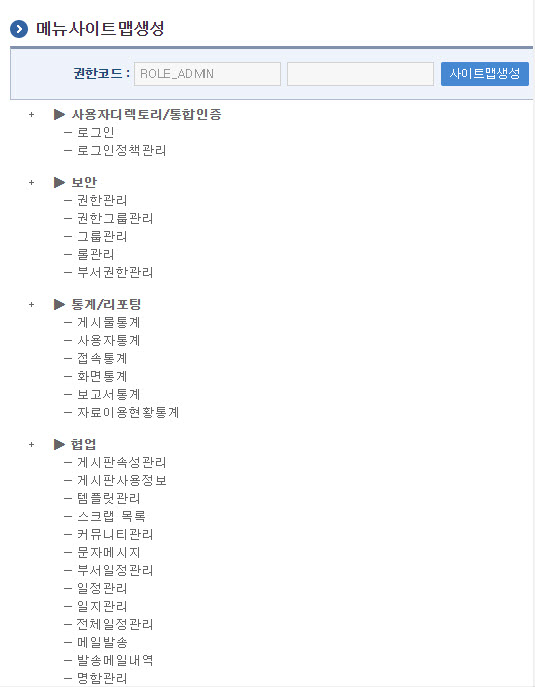 메뉴사이트맵생성
권한코드 : ROLE_ADMIN 사이트맵생성
+ ▶ 사용자디렉토리/통합인증
– 로그인
– 로그인정책관리
+ ▶ 보안
– 권한관리
– 권한그룹관리
– 그룹관리
– 롤관리
– 부서권한관리
+ ▶ 통계/리포팅
– 게시물통계
– 사용자통계
– 접속통계
– 화면통계
– 보고서통계
– 자료이용현황통계
+ ▶ 협업
– 게시판속성관리
– 게시판사용정보
– 템플릿관리
– 스크랩 목록
– 커뮤니티관리
– 문자메시지
– 부서일정관리
– 일정관리
– 일지관리
– 전체일정관리
– 메일발송
– 발송메일내역
– 명함관리